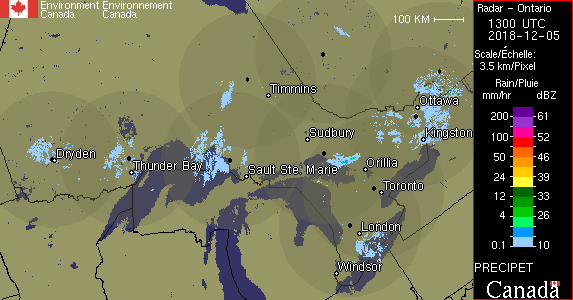 Environment Environnement
Canada Canada
100 KM
Timmins
Ottawa
Sudbury
Kingston
Dryden
Thunder Bay
Sault Ste. Marie
Orillia
Toronto
London
Windsor
Radar - Ontario
1300 UTC
2018-12-05
Scale/Échelle:
3.5 km/Pixel
Rain/Pluie
mm/hr dBZ
200 61
100 52
50 46
24 39
12 33
4 26
0.1 10
PRECIPET
Canada